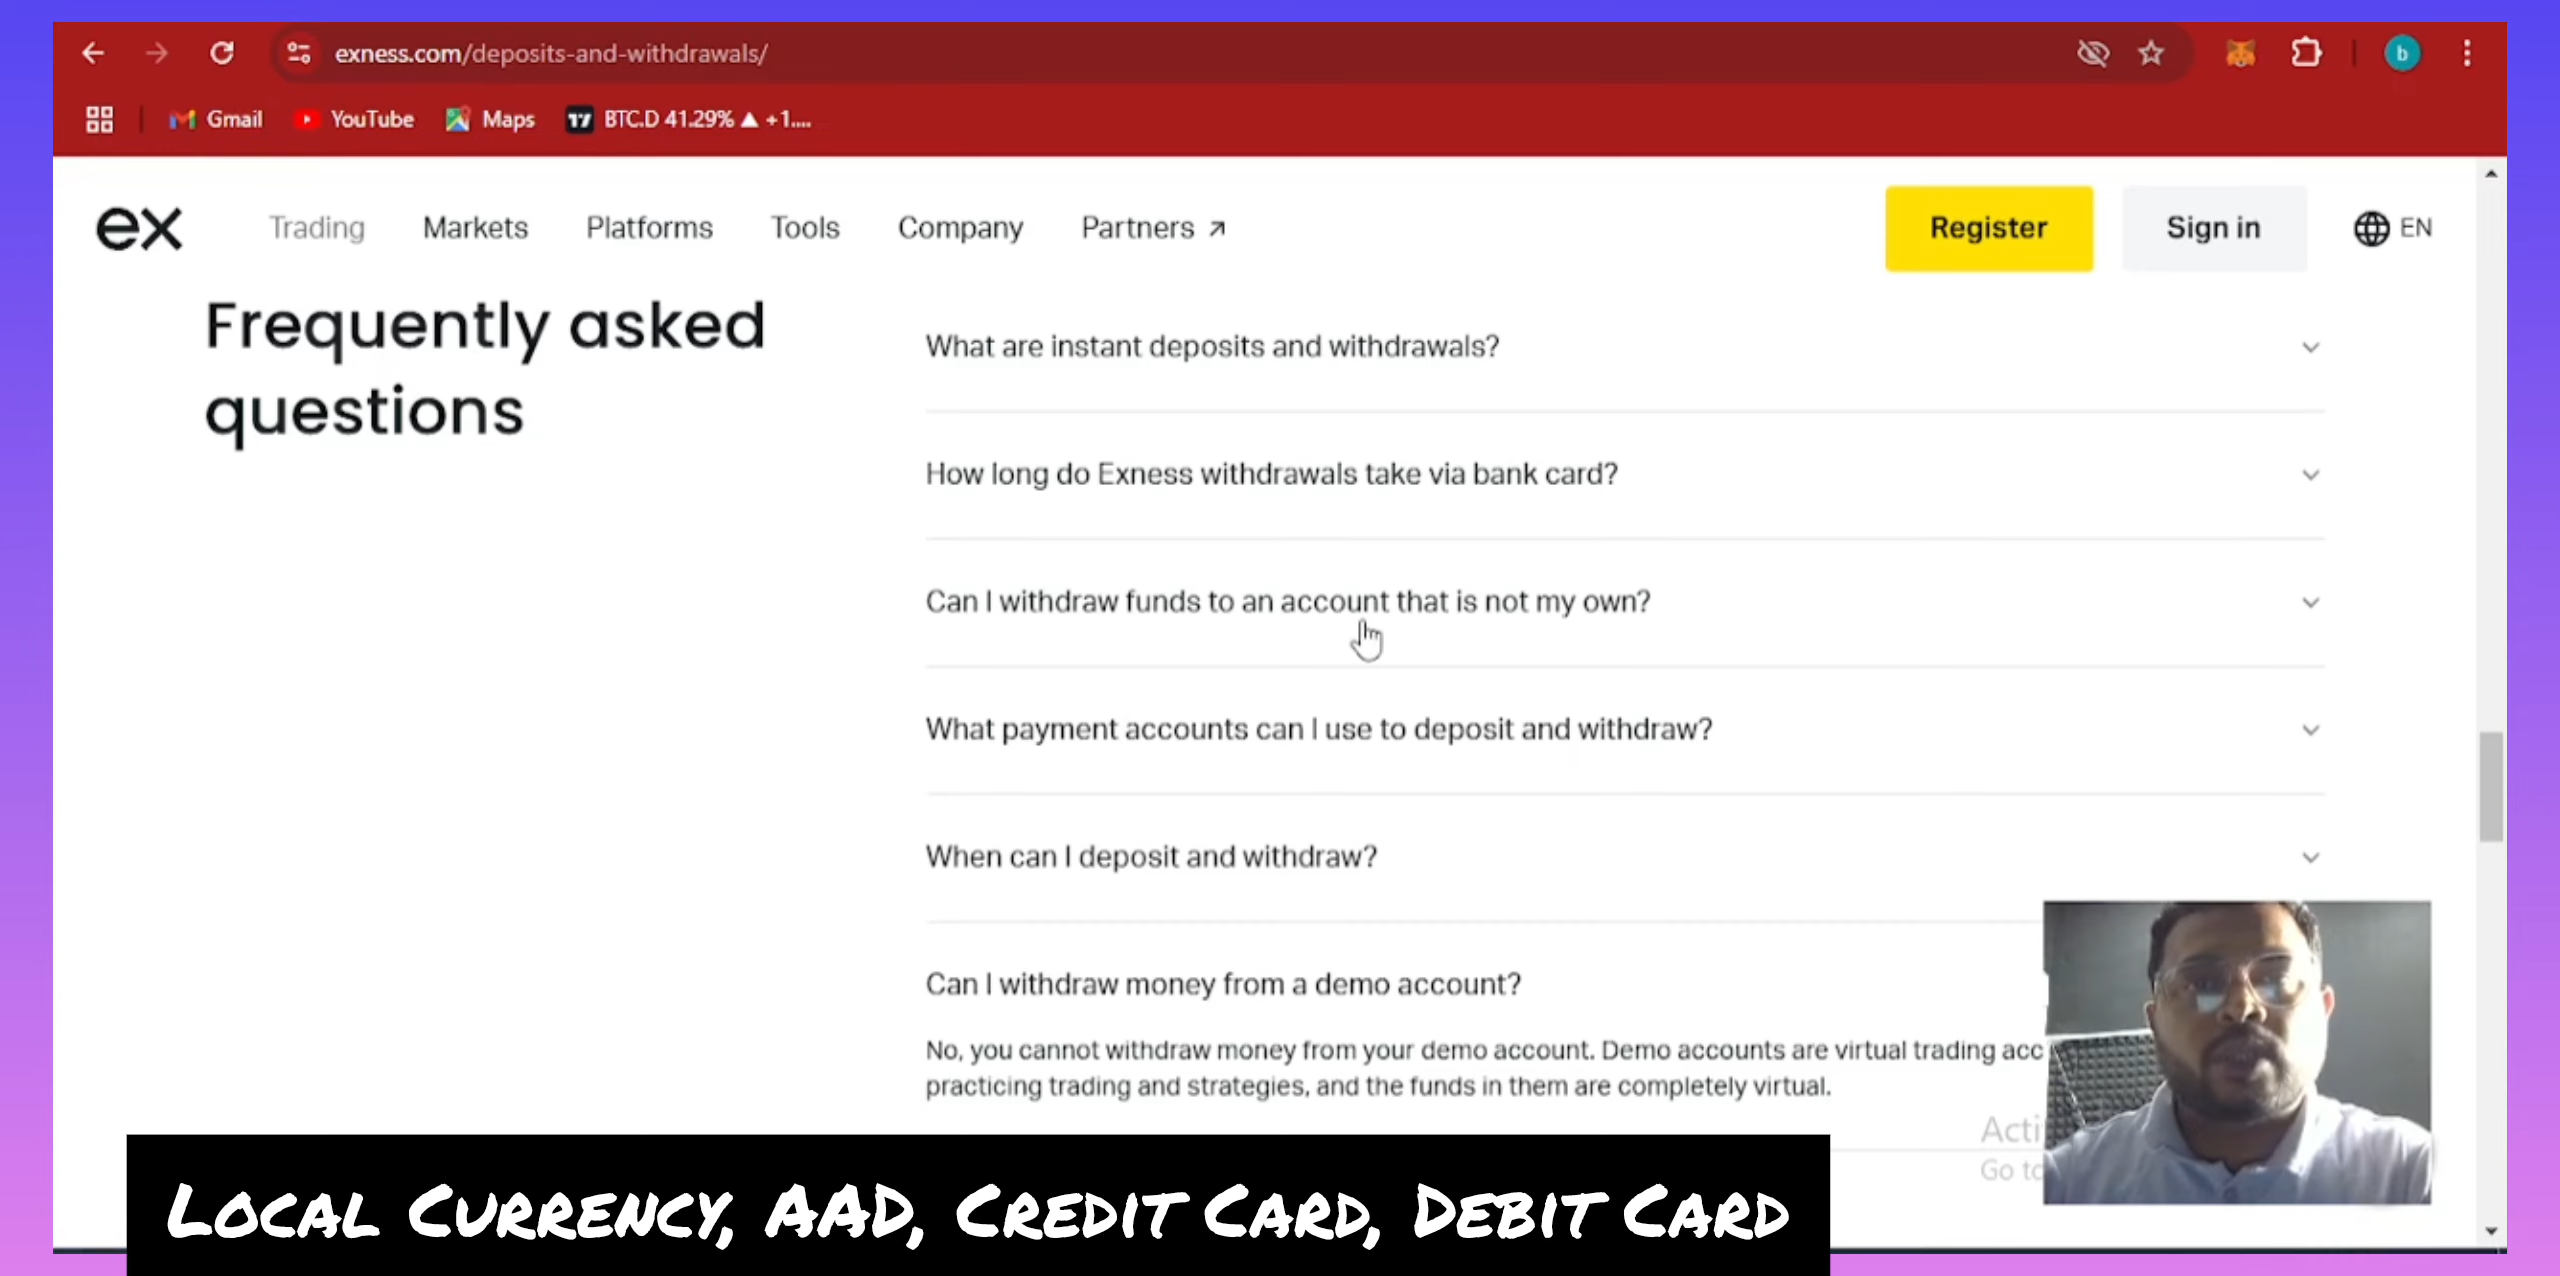 exness.com/deposits-and-withdrawals/
b
Gmail YouTube Maps BTC.D 41.29% ▲ +1....
ex Trading Markets Platforms Tools Company Partners ↗ Register Sign in EN
Frequently asked
questions
What are instant deposits and withdrawals?
How long do Exness withdrawals take via bank card?
Can I withdraw funds to an account that is not my own?
What payment accounts can I use to deposit and withdraw?
When can I deposit and withdraw?
Can I withdraw money from a demo account?
No, you cannot withdraw money from your demo account. Demo accounts are virtual trading acc
practicing trading and strategies, and the funds in them are completely virtual.
Acti
Go to
Local Currency, AAD, Credit Card, Debit Card